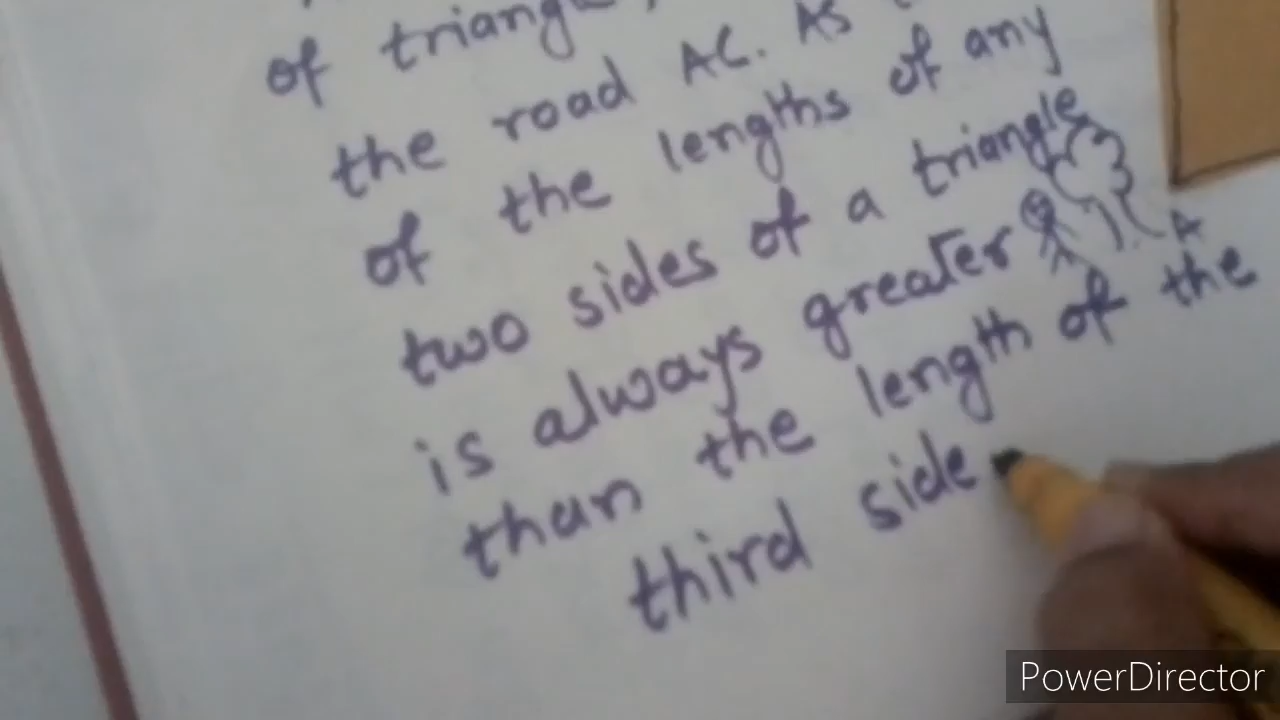 of triangle,
the road AC. As
of the lengths of any
two sides of a triangle
is always greater
A
than the length of the
third side
PowerDirector